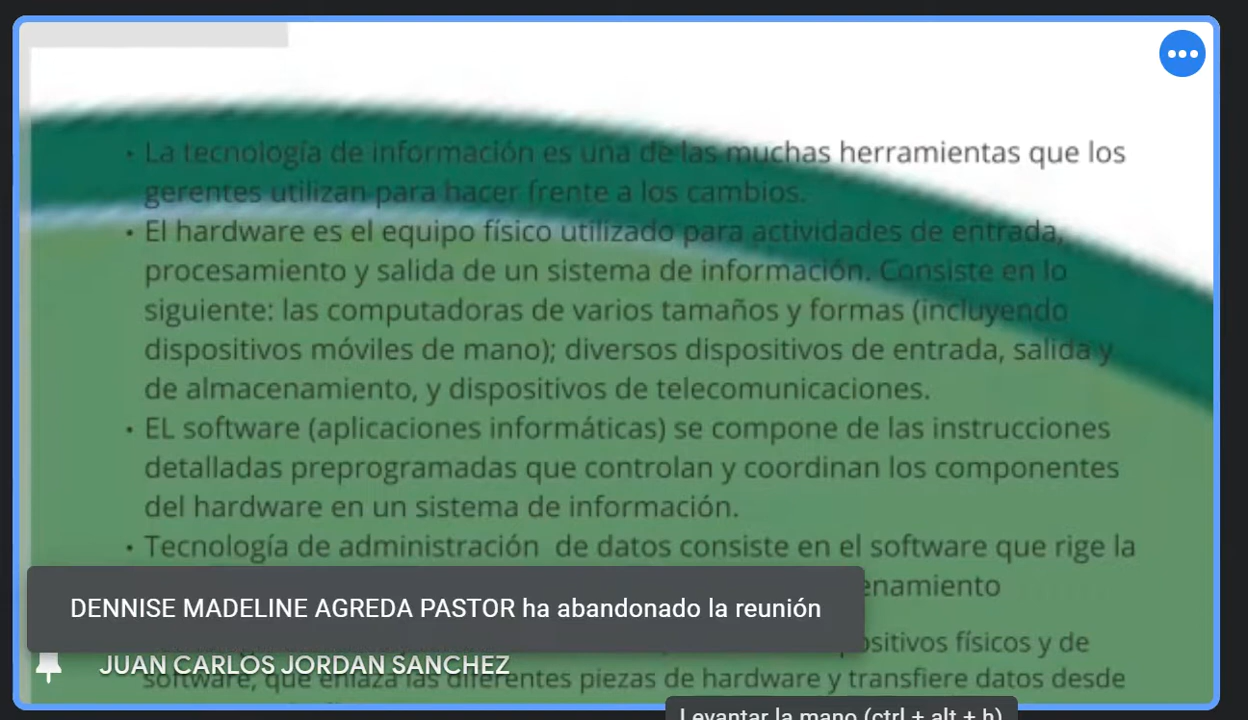 • La tecnología de información es una de las muchas herramientas que los
gerentes utilizan para hacer frente a los cambios.
• El hardware es el equipo físico utilizado para actividades de entrada,
procesamiento y salida de un sistema de información. Consiste en lo
siguiente: las computadoras de varios tamaños y formas (incluyendo
dispositivos móviles de mano); diversos dispositivos de entrada, salida y
de almacenamiento, y dispositivos de telecomunicaciones.
• EL software (aplicaciones informáticas) se compone de las instrucciones
detalladas preprogramadas que controlan y coordinan los componentes
del hardware en un sistema de información.
• Tecnología de administración de datos consiste en el software que rige la
DENNISE MADELINE AGREDA PASTOR ha abandonado la reunión
físicos y de
JUAN CARLOS JORDAN SANCHEZ
software, que enlaza las diferentes piezas de hardware y transfiere datos desde
Levantar la mano (ctrl + alt + h)